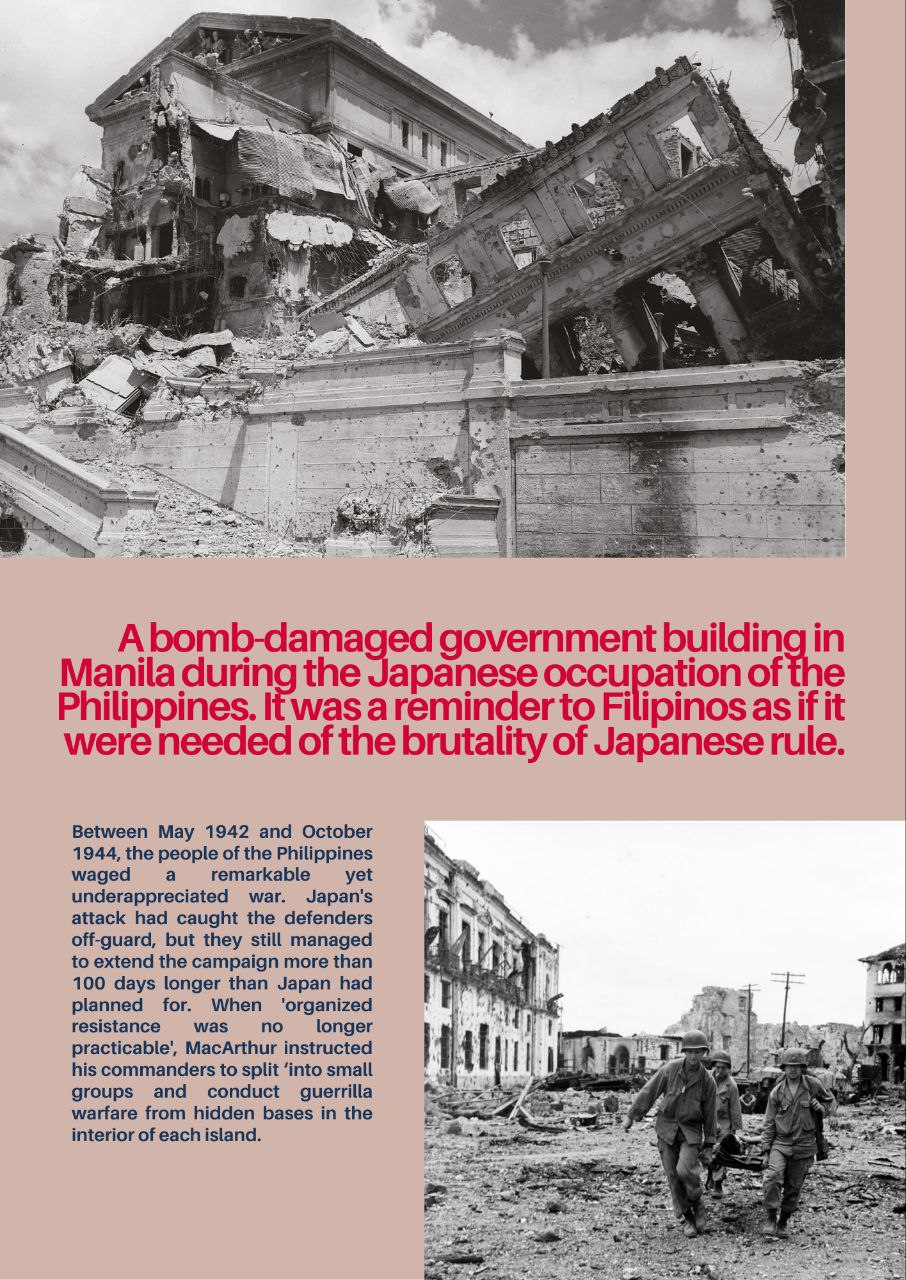 A bomb-damaged government building in
Manila during the Japanese occupation of the
Philippines. It was a reminder to Filipinos as if it
were needed of the brutality of Japanese rule.
Between May 1942 and October
1944, the people of the Philippines
waged a remarkable yet
underappreciated war. Japan's
attack had caught the defenders
off-guard, but they still managed
to extend the campaign more than
100 days longer than Japan had
planned for. When 'organized
resistance was no longer
practicable', MacArthur instructed
his commanders to split ‘into small
groups and conduct guerrilla
warfare from hidden bases in the
interior of each island.